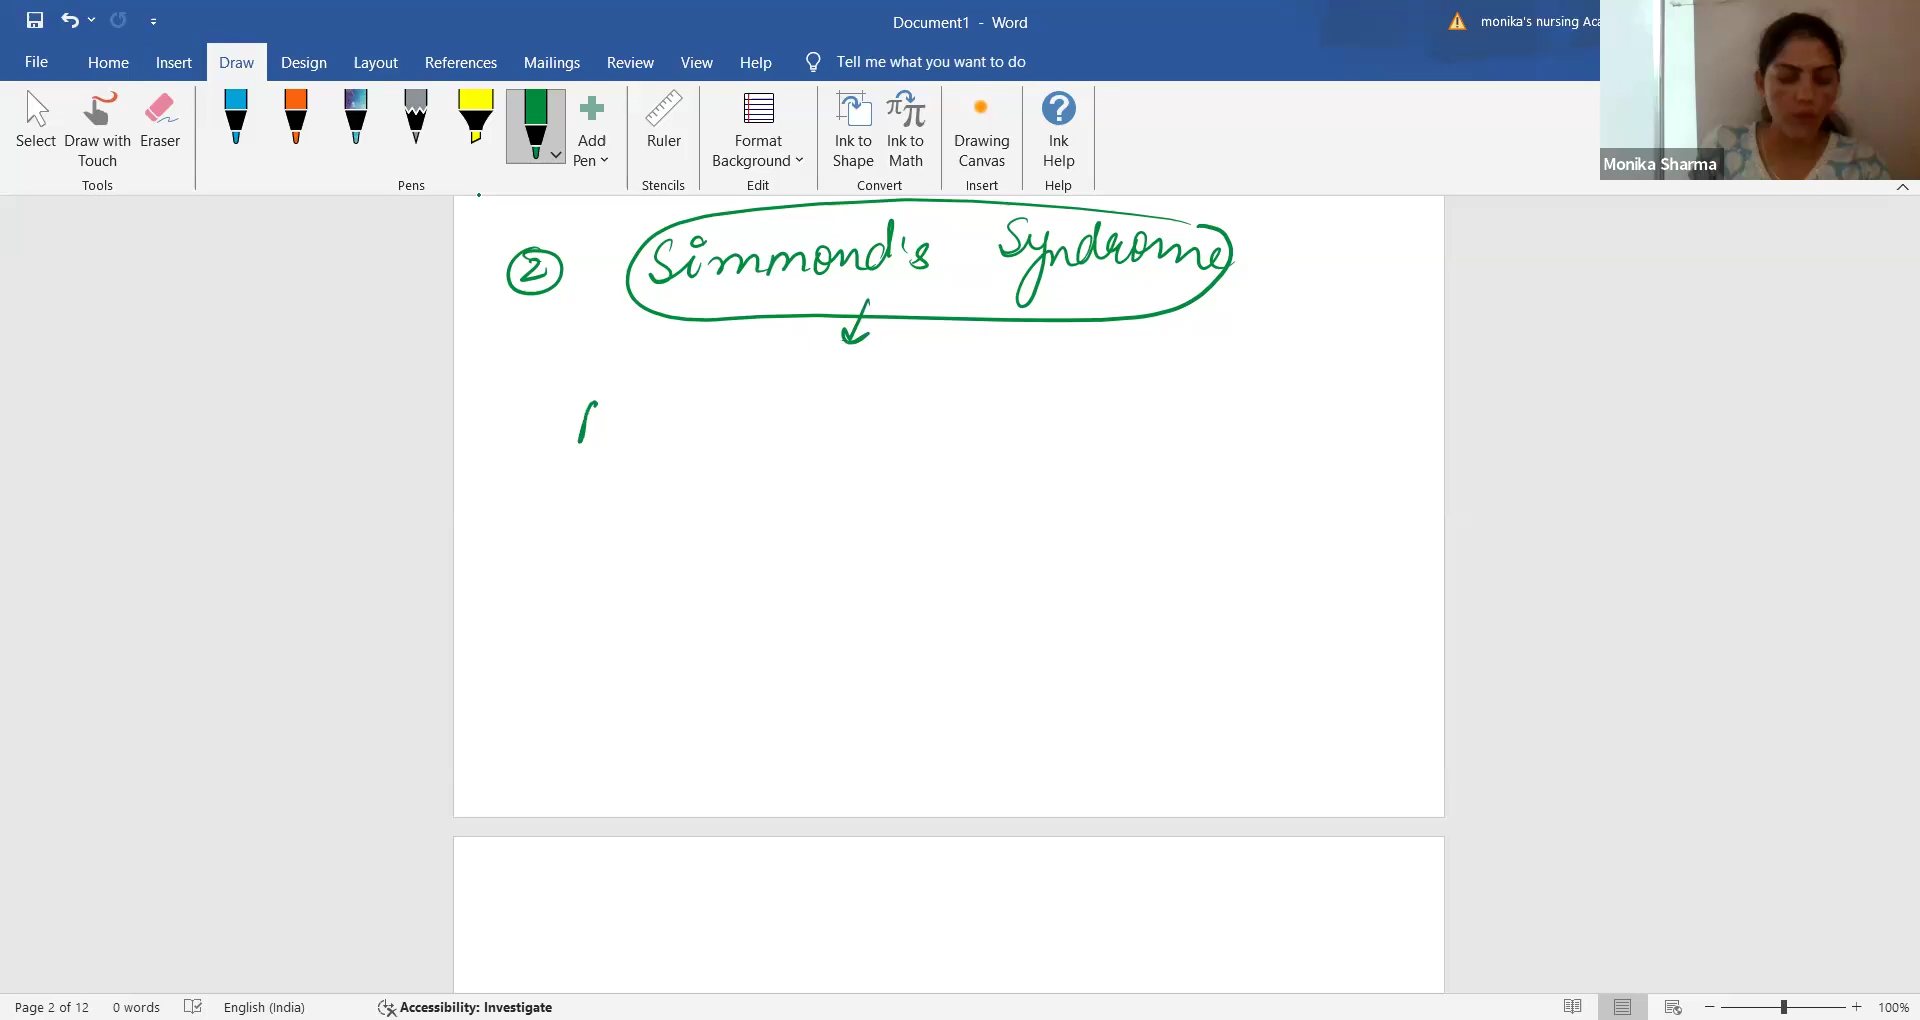 Document1 - Word
monika's nursing Aca
File Home Insert Draw Design Layout References Mailings Review View Help Tell me what you want to do
Select
Draw with Touch
Eraser
Add Pen
Ruler
Format Background
Ink to Shape
Ink to Math
Drawing Canvas
Ink Help
Tools Pens Stencils Edit Convert Insert Help
Monika Sharma
2 Simmond's Syndrome
Page 2 of 12 0 words English (India) Accessibility: Investigate 100%